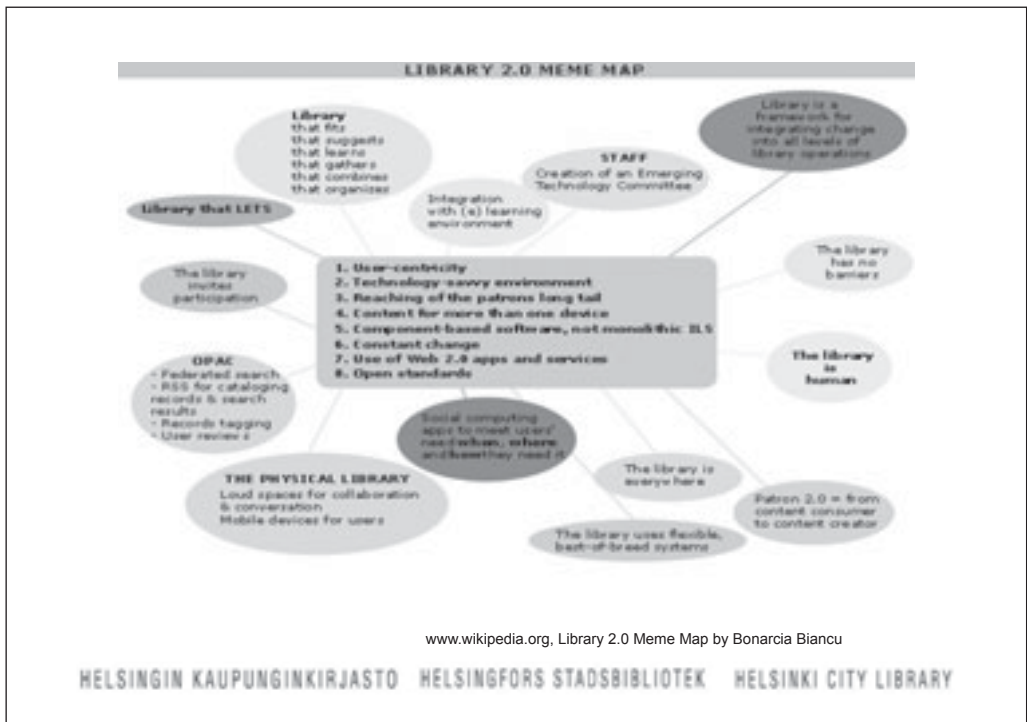 LIBRARY 2.0 MEME MAP
Library
that fits
that suggests
that learns
that gathers
that combines
that organizes
STAFF
Creation of an Emerging
Technology Committee
Library is a
framework for
integrating change
into all levels of
library operations
Integration
with (e) learning
environment
Library that LETS
The library
invites
participation
The library
has no
barriers
1. User-centricity
2. Technology-savvy environment
3. Reaching of the patrons long tail
4. Content for more than one device
5. Component-based software, not monolithic ILS
6. Constant change
7. Use of Web 2.0 apps and services
8. Open standards
The library
is
human
OPAC
- Federated search
- RSS for cataloging
records & search
results
- Records tagging
- User reviews
Social computing
apps to meet users'
need when, where
and how they need it
THE PHYSICAL LIBRARY
Loud spaces for collaboration
& conversation
Mobile devices for users
The library is
everywhere
Patron 2.0 = from
content consumer
to content creator
The library uses flexible,
best-of-breed systems
www.wikipedia.org, Library 2.0 Meme Map by Bonarcia Biancu
HELSINGIN KAUPUNGINKIRJASTO HELSINGFORS STADSBIBLIOTEK HELSINKI CITY LIBRARY